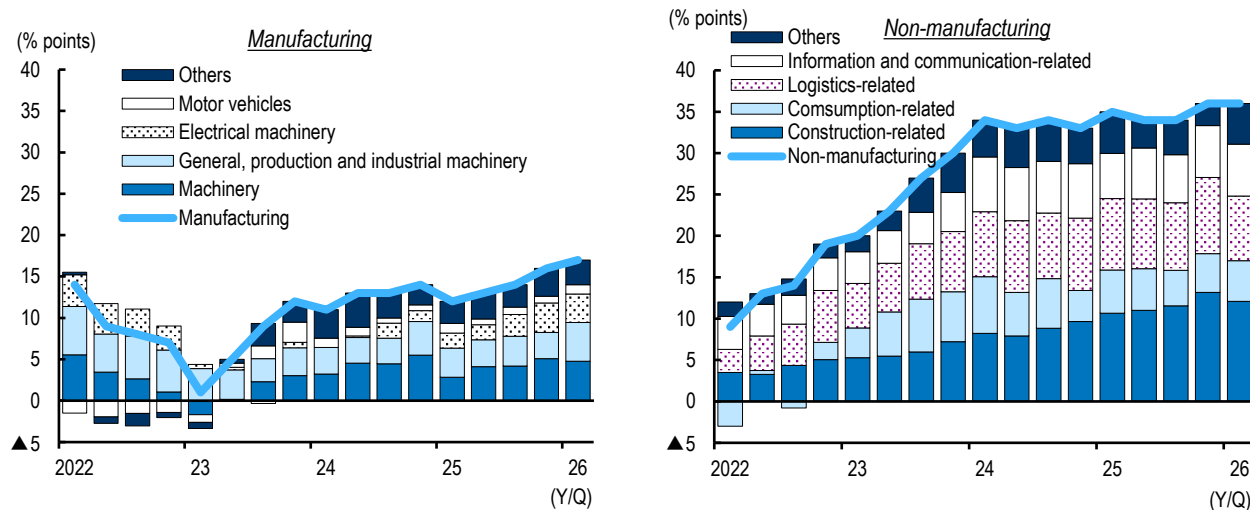 (% points)
Manufacturing
40
35
30
25
20
15
10
5
0
▲ 5
Others
Motor vehicles
Electrical machinery
General, production and industrial machinery
Machinery
Manufacturing
2022
23
24
25
26
(Y/Q)
(% points)
Non-manufacturing
40
35
30
25
20
15
10
5
0
▲ 5
Others
Information and communication-related
Logistics-related
Comsumption-related
Construction-related
Non-manufacturing
2022
23
24
25
26
(Y/Q)